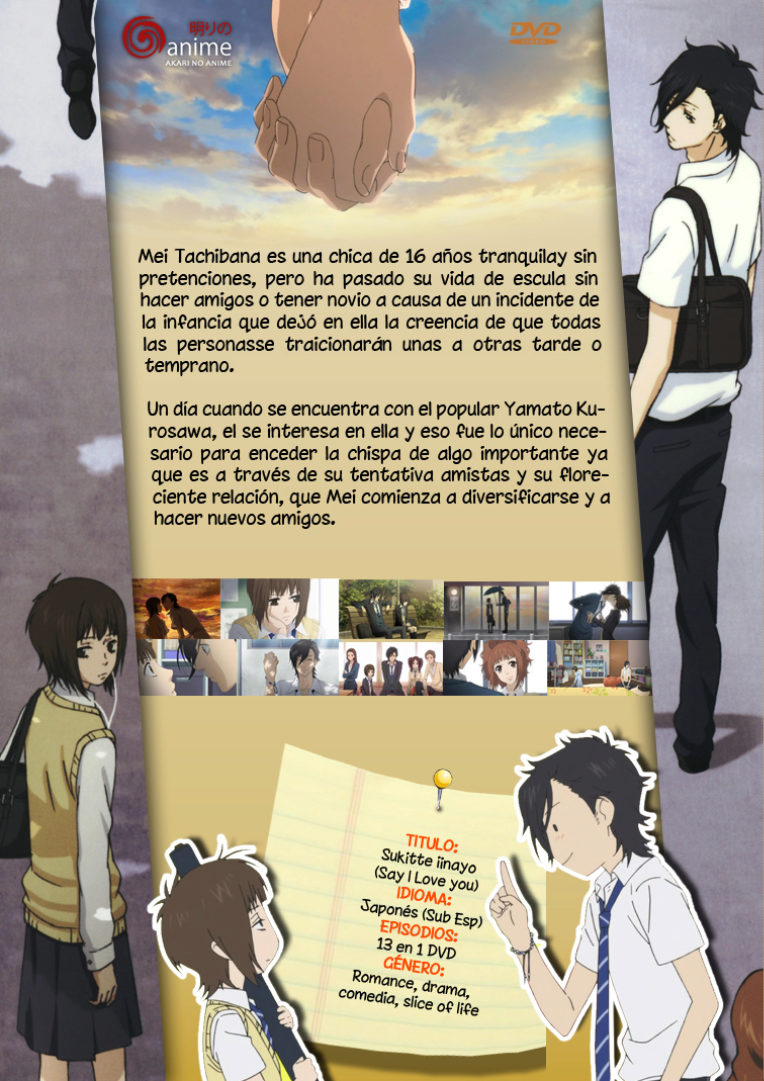 明りの
anime
AKARI NO ANIME
DVD
Mei Tachibana es una chica de 16 años tranquilay sin
pretenciones, pero ha pasado su vida de escula sin
hacer amigos o tener novio a causa de un incidente de
la infancia que dejó en ella la creencia de que todas
las personasse traicionarán unas a otras tarde o
temprano.
Un día cuando se encuentra con el popular Yamato Ku-
rosawa, el se interesa en ella y eso fue lo único nece-
sario para enceder la chispa de algo importante ya
que es a través de su tentativa amistas y su flore-
ciente relación, que Mei comienza a diversificarse y a
hacer nuevos amigos.
TITULO:
Sukitte iinayo
(Say I Love you)
IDIOMA:
Japonés (Sub Esp)
EPISODIOS:
13 en 1 DVD
GÉNERO:
Romance, drama,
comedia, slice of life